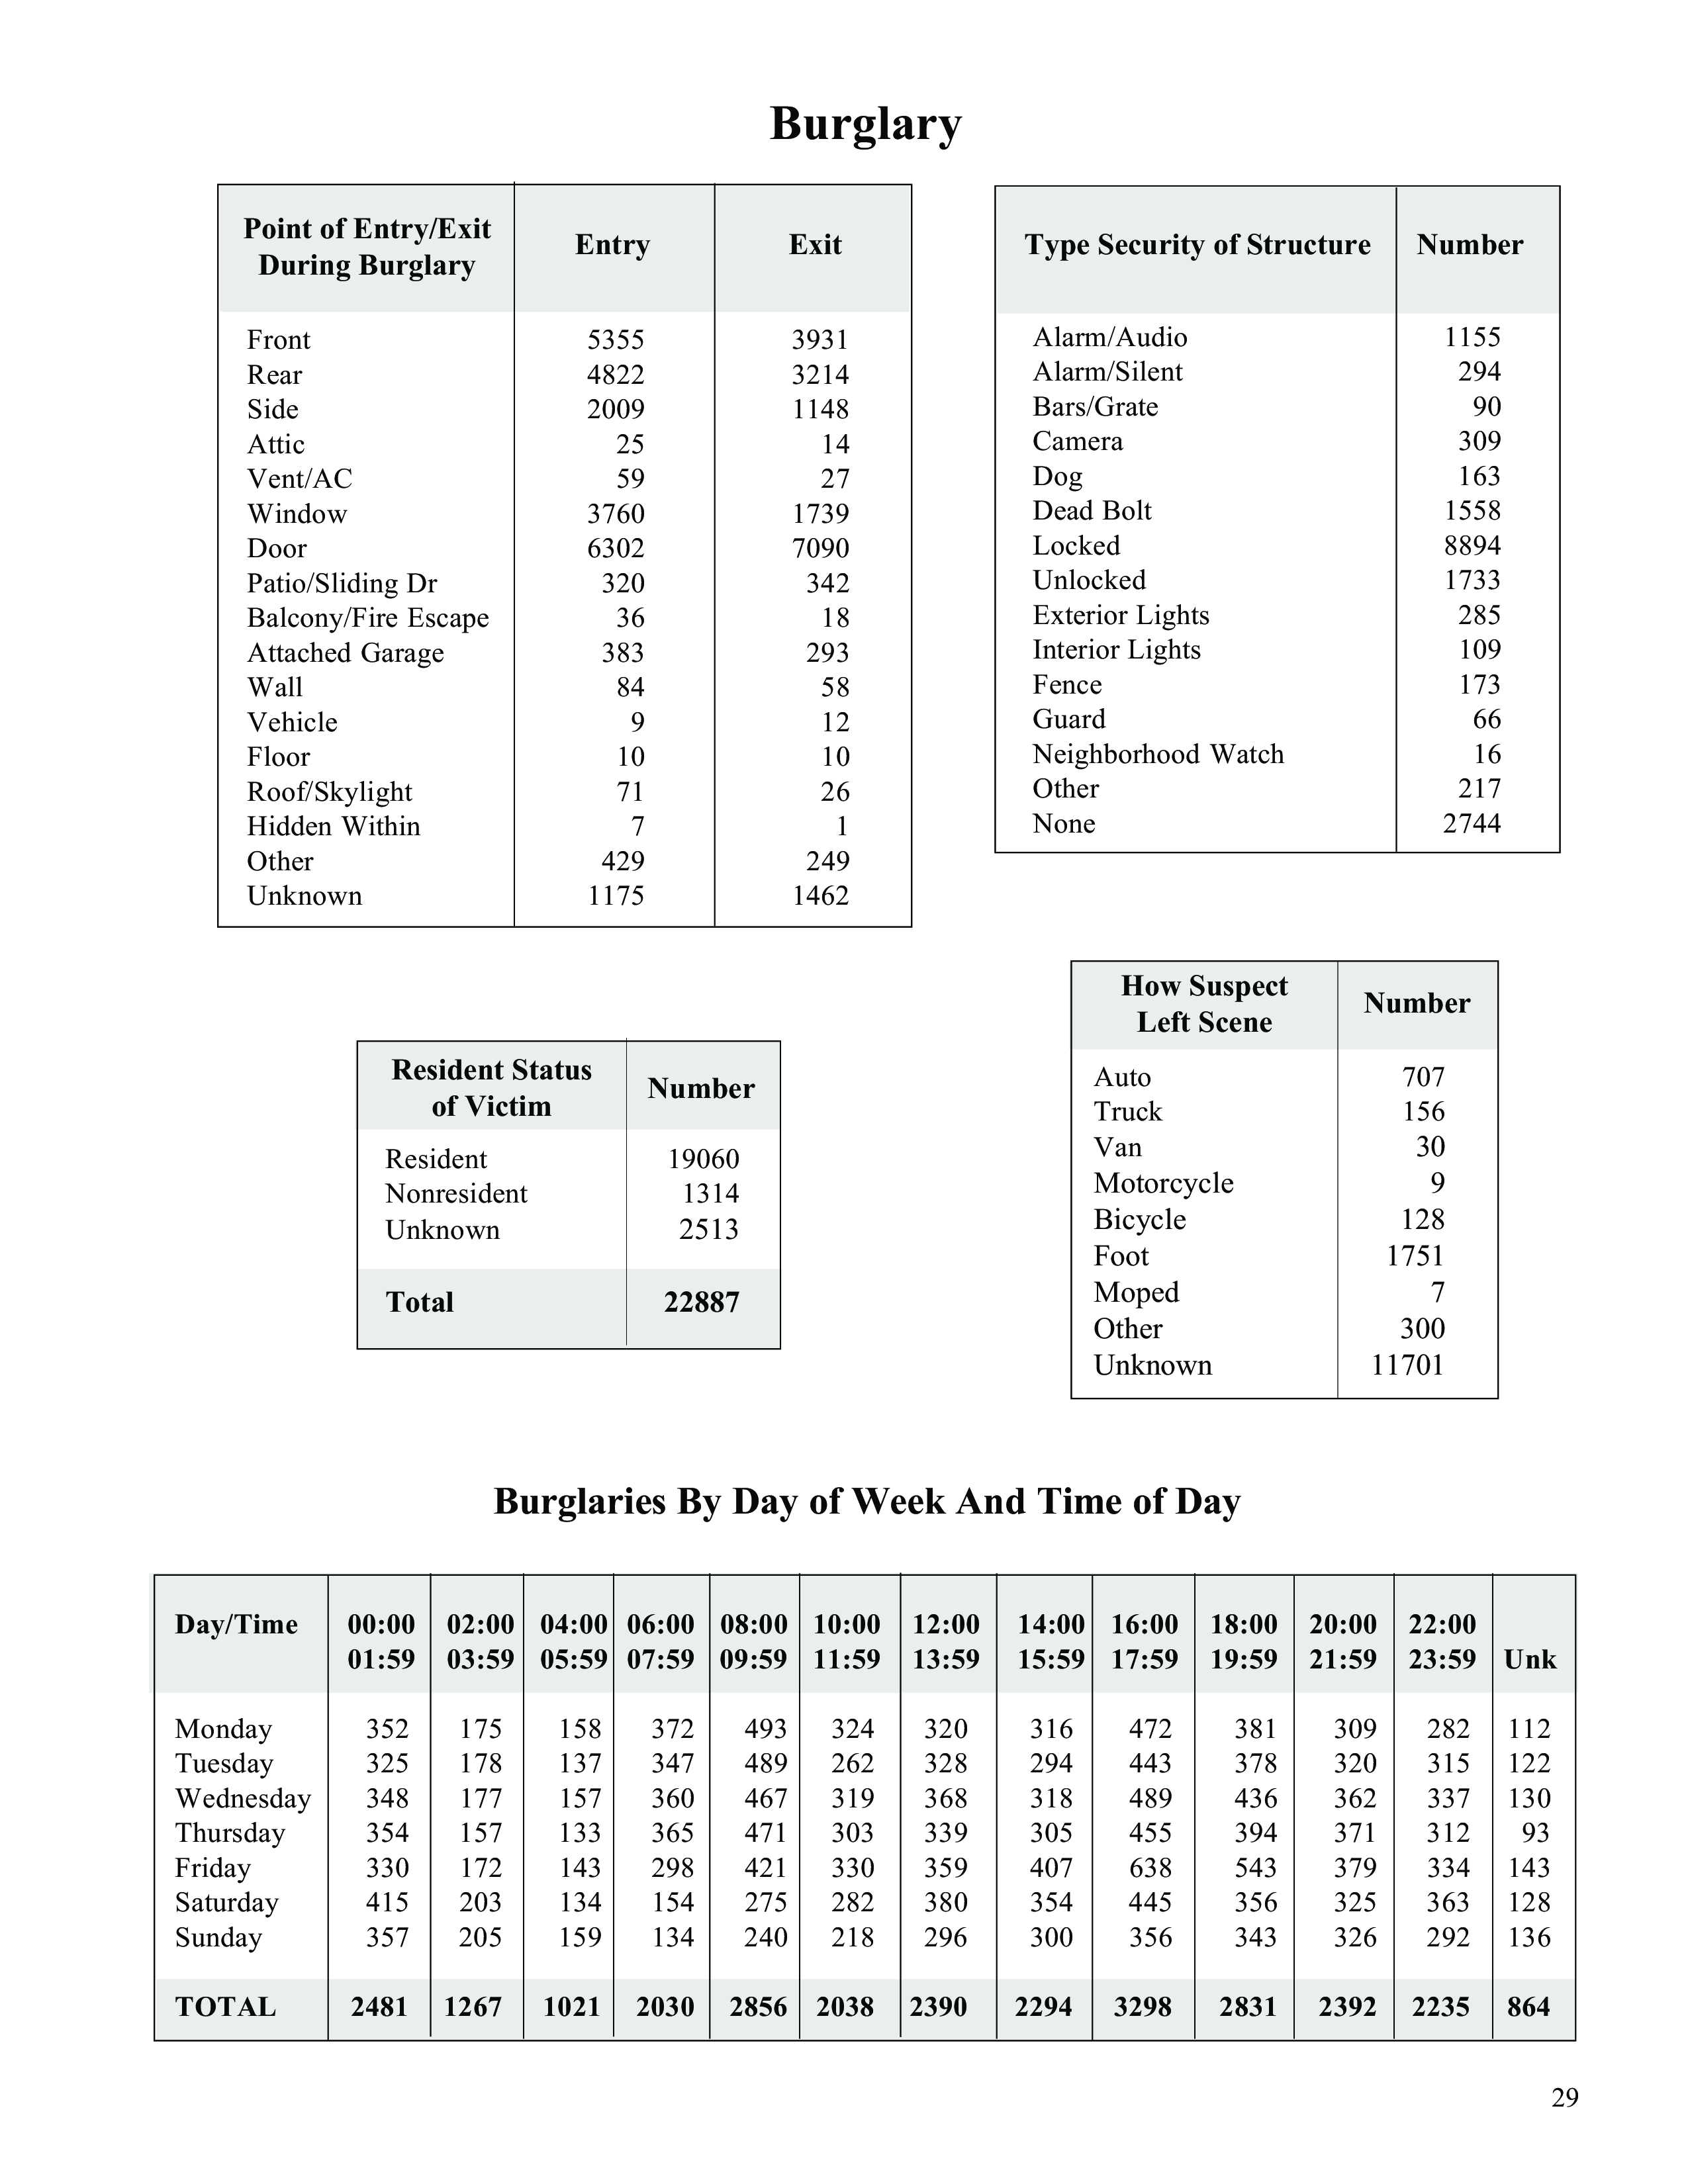 Burglary
Point of Entry/Exit During Burglary Entry Exit
Front 5355 3931
Rear 4822 3214
Side 2009 1148
Attic 25 14
Vent/AC 59 27
Window 3760 1739
Door 6302 7090
Patio/Sliding Dr 320 342
Balcony/Fire Escape 36 18
Attached Garage 383 293
Wall 84 58
Vehicle 9 12
Floor 10 10
Roof/Skylight 71 26
Hidden Within 7 1
Other 429 249
Unknown 1175 1462
Type Security of Structure Number
Alarm/Audio 1155
Alarm/Silent 294
Bars/Grate 90
Camera 309
Dog 163
Dead Bolt 1558
Locked 8894
Unlocked 1733
Exterior Lights 285
Interior Lights 109
Fence 173
Guard 66
Neighborhood Watch 16
Other 217
None 2744
Resident Status of Victim Number
Resident 19060
Nonresident 1314
Unknown 2513
Total 22887
How Suspect Left Scene Number
Auto 707
Truck 156
Van 30
Motorcycle 9
Bicycle 128
Foot 1751
Moped 7
Other 300
Unknown 11701
Burglaries By Day of Week And Time of Day
Day/Time 00:00 02:00 04:00 06:00 08:00 10:00 12:00 14:00 16:00 18:00 20:00 22:00
01:59 03:59 05:59 07:59 09:59 11:59 13:59 15:59 17:59 19:59 21:59 23:59 Unk
Monday 352 175 158 372 493 324 320 316 472 381 309 282 112
Tuesday 325 178 137 347 489 262 328 294 443 378 320 315 122
Wednesday 348 177 157 360 467 319 368 318 489 436 362 337 130
Thursday 354 157 133 365 471 303 339 305 455 394 371 312 93
Friday 330 172 143 298 421 330 359 407 638 543 379 334 143
Saturday 415 203 134 154 275 282 380 354 445 356 325 363 128
Sunday 357 205 159 134 240 218 296 300 356 343 326 292 136
TOTAL 2481 1267 1021 2030 2856 2038 2390 2294 3298 2831 2392 2235 864
29